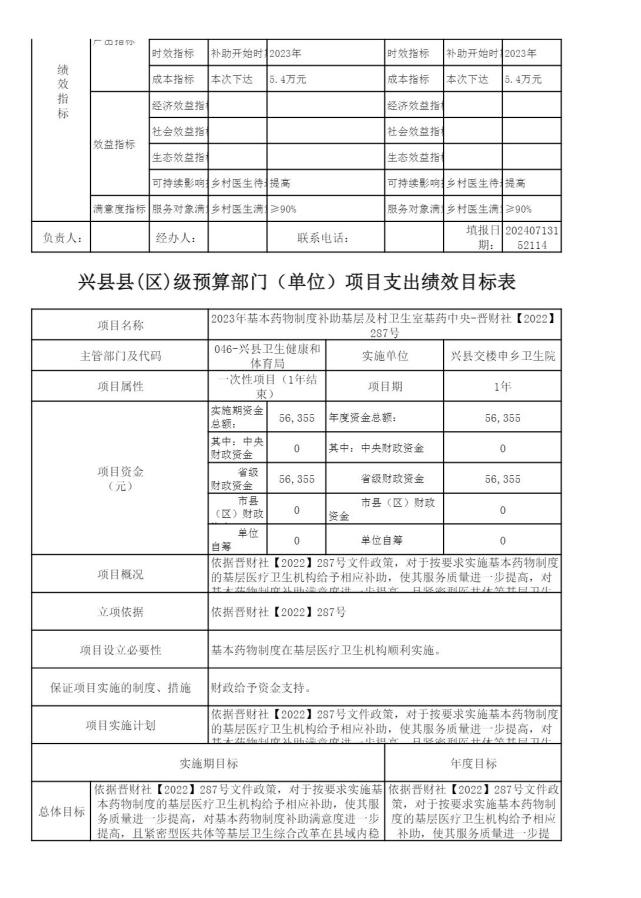 绩效指标
时效指标 补助开始时 2023年 时效指标 补助开始时 2023年
成本指标 本次下达 5.4万元 成本指标 本次下达 5.4万元
效益指标
经济效益指 经济效益指
社会效益指 社会效益指
生态效益指 生态效益指
可持续影响 乡村医生待 提高 可持续影响 乡村医生待 提高
满意度指标 服务对象满 乡村医生满 ≥90% 服务对象满 乡村医生满 ≥90%
负责人: 经办人: 联系电话: 填报日期: 20240713152114
兴县县(区)级预算部门（单位）项目支出绩效目标表
项目名称 2023年基本药物制度补助基层及村卫生室基药中央-晋财社【2022】
287号
主管部门及代码 046-兴县卫生健康和体育局 实施单位 兴县交楼申乡卫生院
项目属性 一次性项目（1年结束） 项目期 1年
项目资金
（元）
实施期资金总额: 56,355 年度资金总额: 56,355
其中: 中央财政资金 0 其中: 中央财政资金 0
省级财政资金 56,355 省级财政资金 56,355
市县（区）财政 0 市县（区）财政资金 0
单位自筹 0 单位自筹 0
项目概况 依据晋财社【2022】287号文件政策，对于按要求实施基本药物制度
的基层医疗卫生机构给予相应补助，使其服务质量进一步提高，对
立项依据 依据晋财社【2022】287号
项目设立必要性 基本药物制度在基层医疗卫生机构顺利实施。
保证项目实施的制度、措施 财政给予资金支持。
项目实施计划 依据晋财社【2022】287号文件政策，对于按要求实施基本药物制度
的基层医疗卫生机构给予相应补助，使其服务质量进一步提高，对
实施期目标 年度目标
总体目标
依据晋财社【2022】287号文件政策，对于按要求实施基
本药物制度的基层医疗卫生机构给予相应补助，使其服
务质量进一步提高，对基本药物制度补助满意度进一步
提高，且紧密型医共体等基层卫生综合改革在县域内稳
依据晋财社【2022】287号文件政
策，对于按要求实施基本药物制
度的基层医疗卫生机构给予相应
补助，使其服务质量进一步提